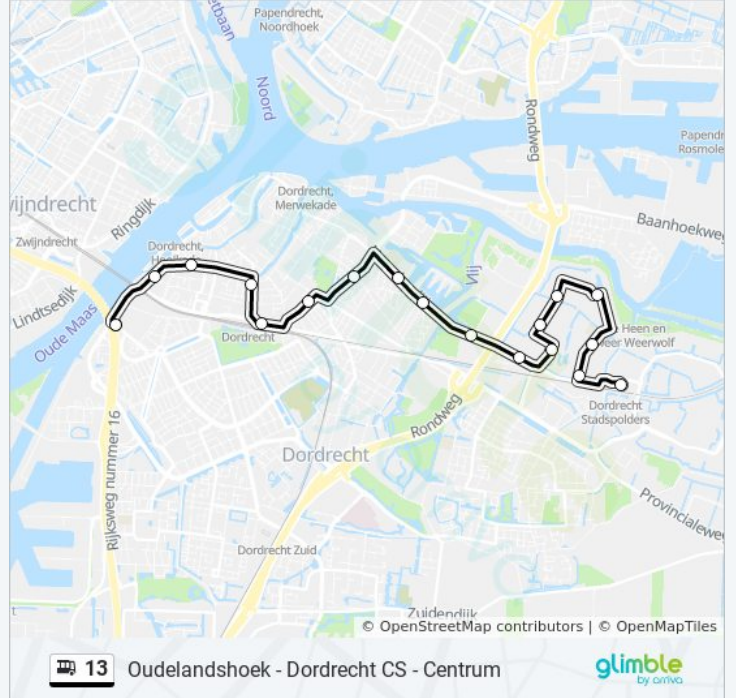 Papendrecht,
Noordhoek
Noord
Rondweg
Papendr
Rosmole
Dordrecht,
Merwekade
wijndrecht
Ringdijk
Baanhoekweg
Zwijndrecht
Dordrecht,
Vlij
Lindtsedijk
Oude Maas
Heen en
Weer Weerwolf
Dordrecht
Dordrecht
Stadspolders
Rondweg
Dordrecht
Rijksweg nummer 16
Provincialewe
Dordrecht Zuid
t
Zuidendijk
© OpenStreetMap contributors | © OpenMapTiles
13 Oudelandshoek - Dordrecht CS - Centrum
glimble
by arriva